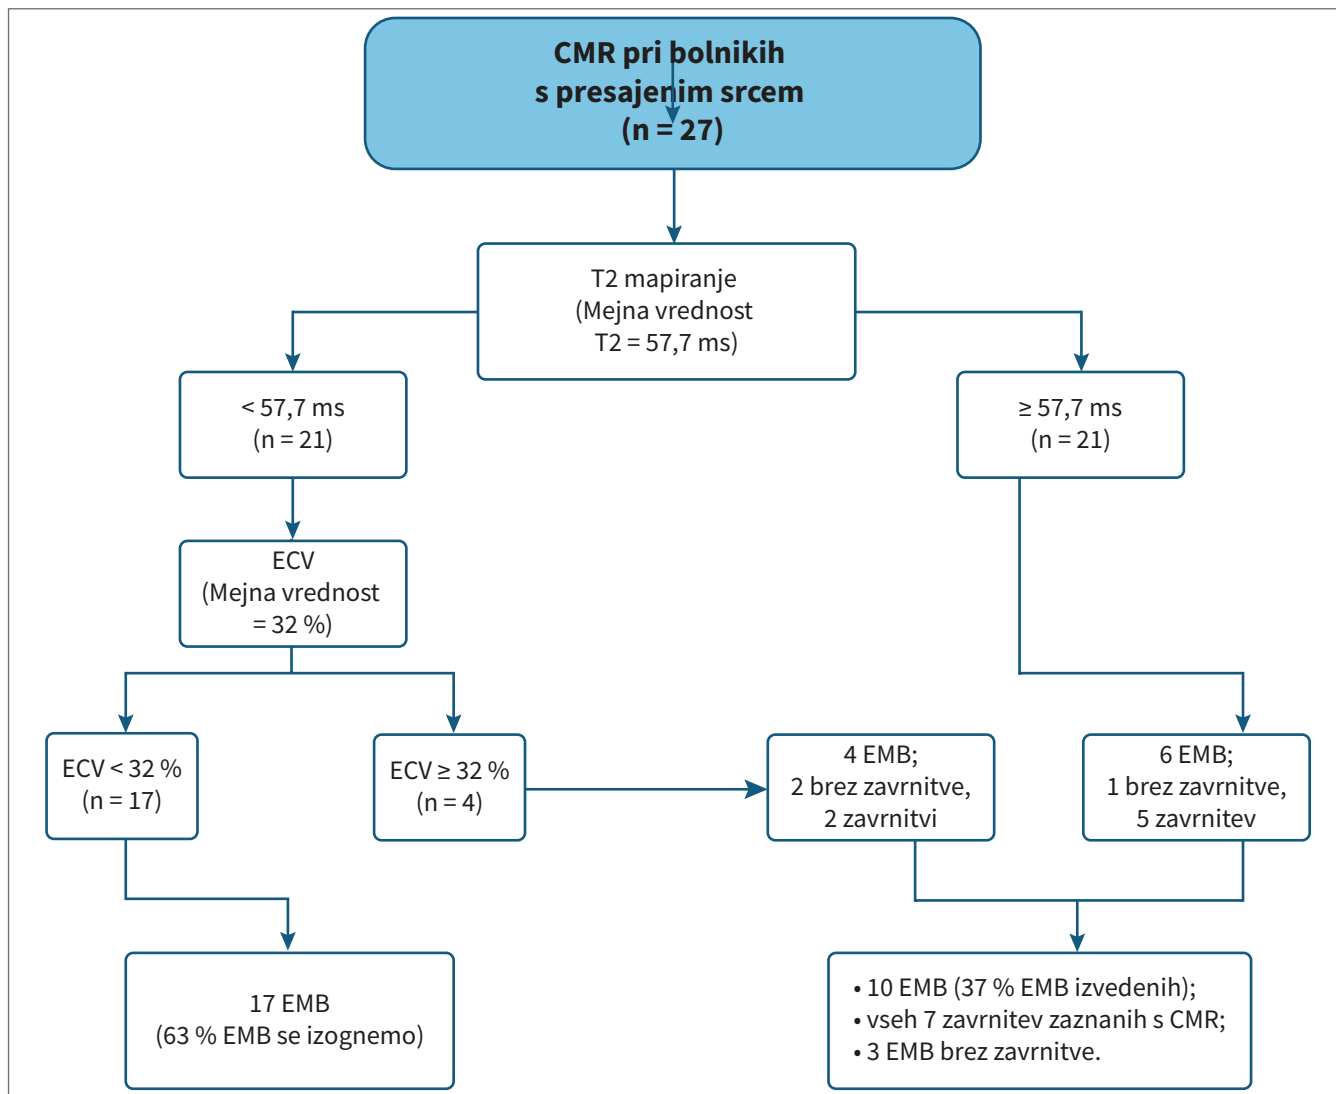 CMR pri bolnikih
s presajenim srcem
(n = 27)
T2 mapiranje
(Mejna vrednost
T2 = 57,7 ms)
< 57,7 ms
(n = 21)
≥ 57,7 ms
(n = 21)
ECV
(Mejna vrednost
= 32 %)
ECV < 32 %
(n = 17)
ECV ≥ 32 %
(n = 4)
4 EMB;
2 brez zavrnitve,
2 zavrnitvi
6 EMB;
1 brez zavrnitve,
5 zavrnitev
17 EMB
(63 % EMB se izognemo)
• 10 EMB (37 % EMB izvedenih);
• vseh 7 zavrnitev zaznanih s CMR;
• 3 EMB brez zavrnitve.